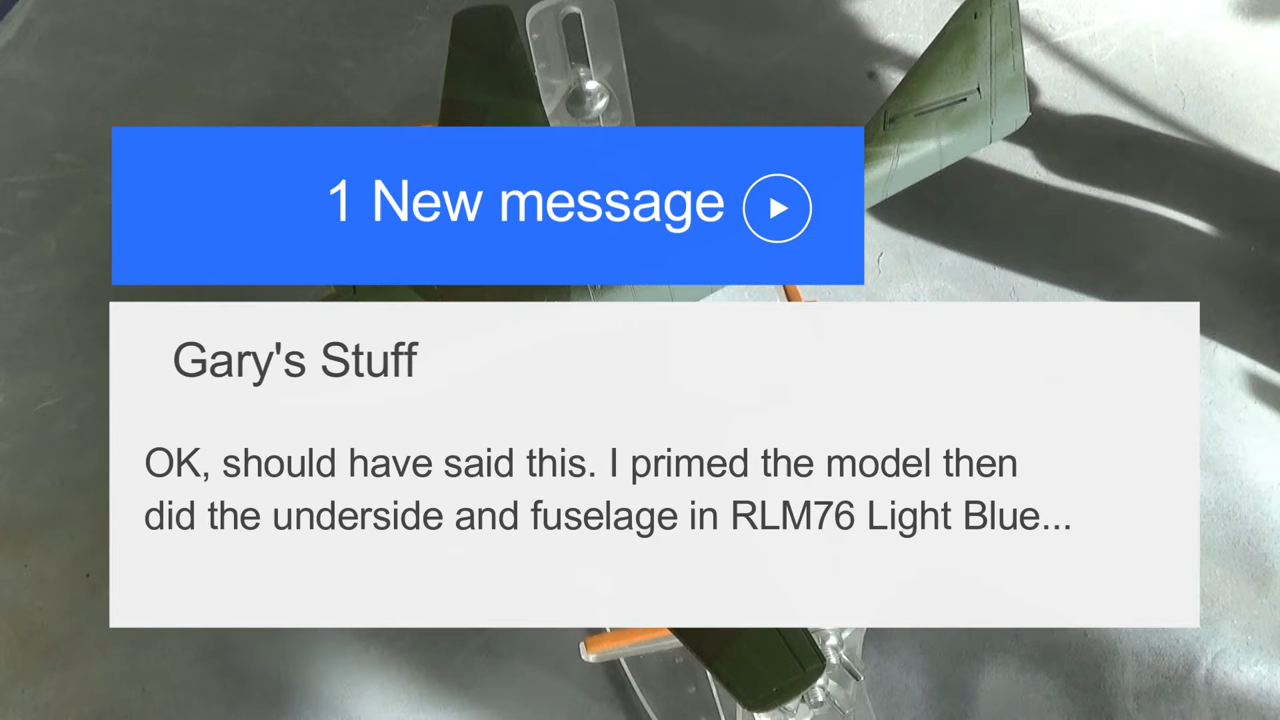 1 New message
Gary's Stuff
OK, should have said this. I primed the model then
did the underside and fuselage in RLM76 Light Blue...